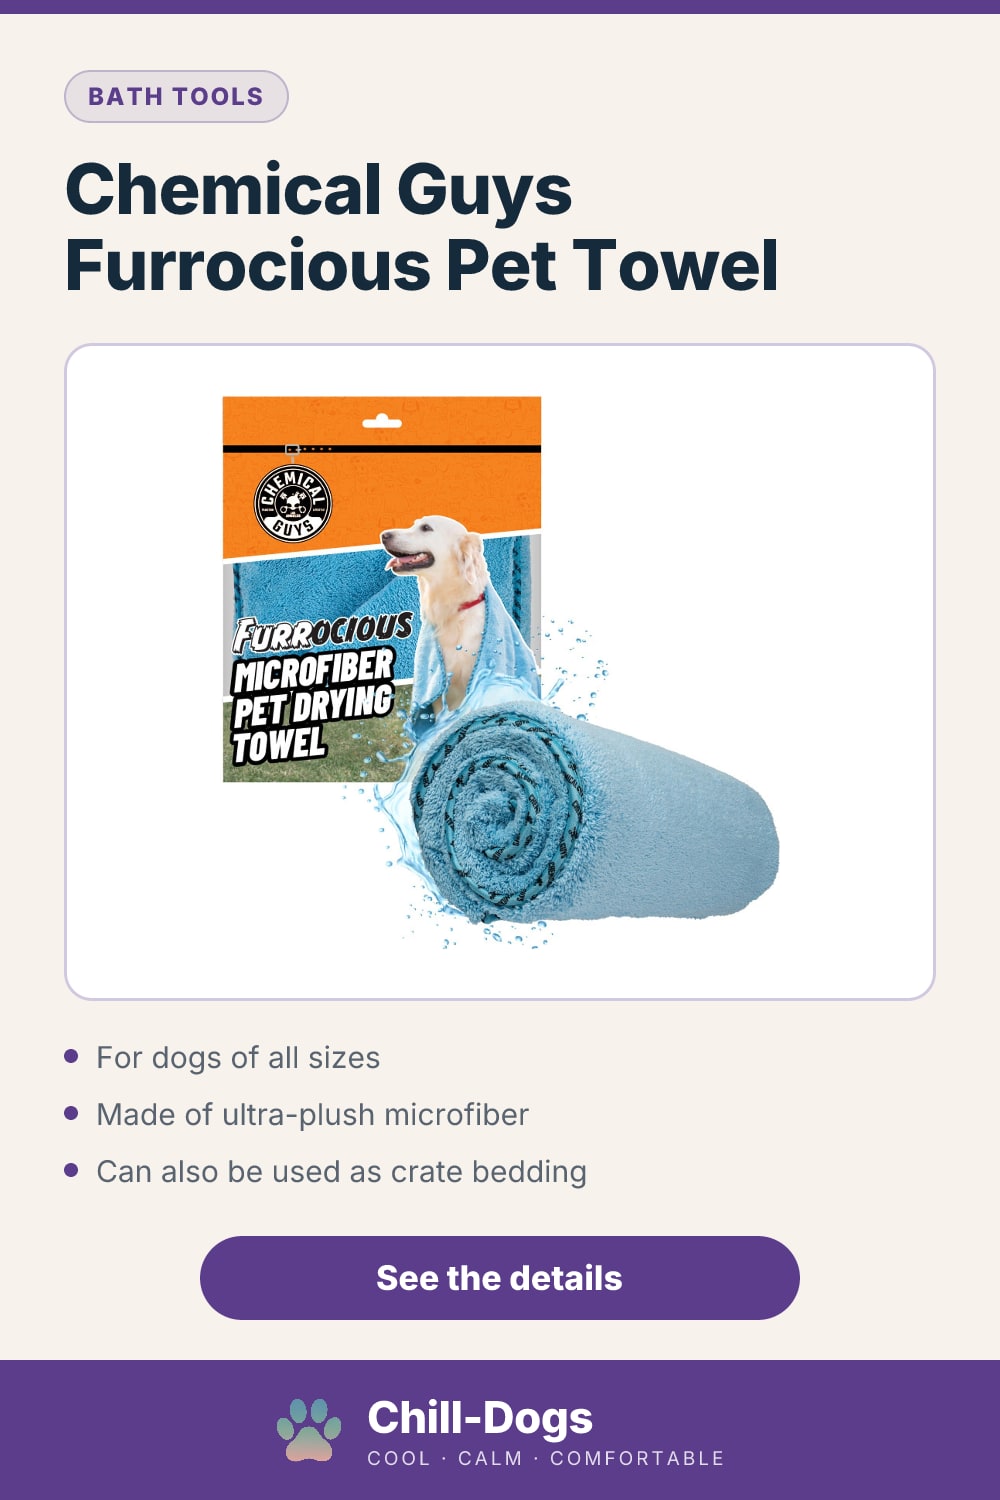 BATH TOOLS
Chemical Guys
Furrocious Pet Towel
CHEMICAL
GUYS
FURROCIOUS
MICROFIBER
PET DRYING
TOWEL
For dogs of all sizes
Made of ultra-plush microfiber
Can also be used as crate bedding
See the details
Chill-Dogs
COOL · CALM · COMFORTABLE